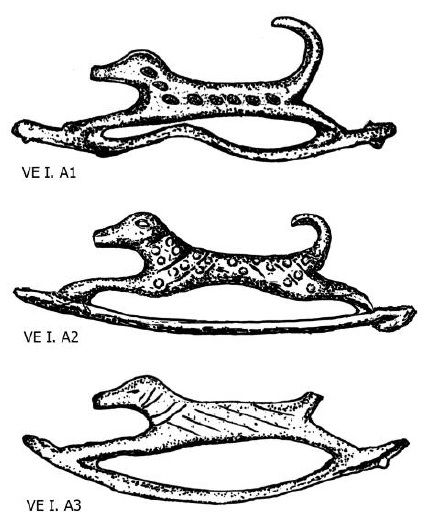 VE I. A1
VE I. A2
VE I. A3